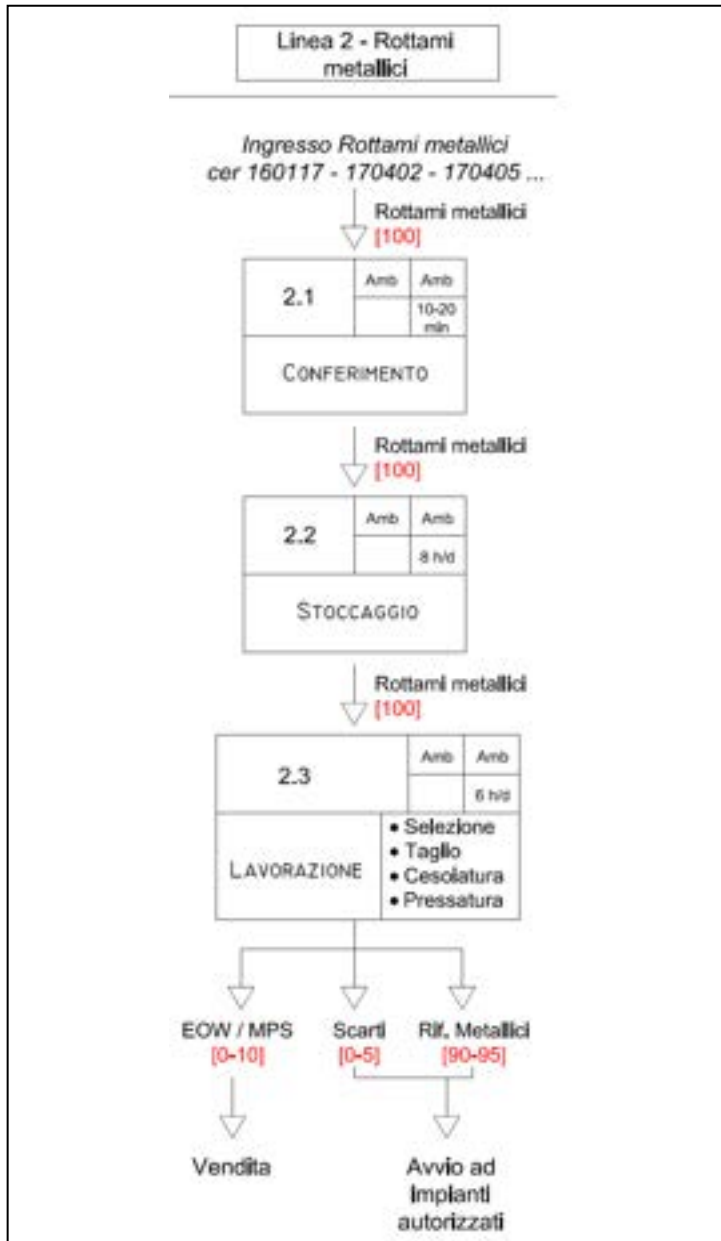 Linea 2 - Rottami
metallici
Ingresso Rottami metallici
cer 160117 - 170402 - 170405 ...
Rottami metallici
[100]
2.1
Amb
Amb
10-20
min
CONFERIMENTO
Rottami metallici
[100]
2.2
Amb
Amb
8 h/d
STOCCAGGIO
Rottami metallici
[100]
2.3
Amb
Amb
6 h/d
LAVORAZIONE
• Selezione
• Taglio
• Cesoiatura
• Pressatura
EOW / MPS
[0-10]
Scarti
[0-5]
Rif. Metallici
[90-95]
Vendita
Avvio ad
Impianti
autorizzati